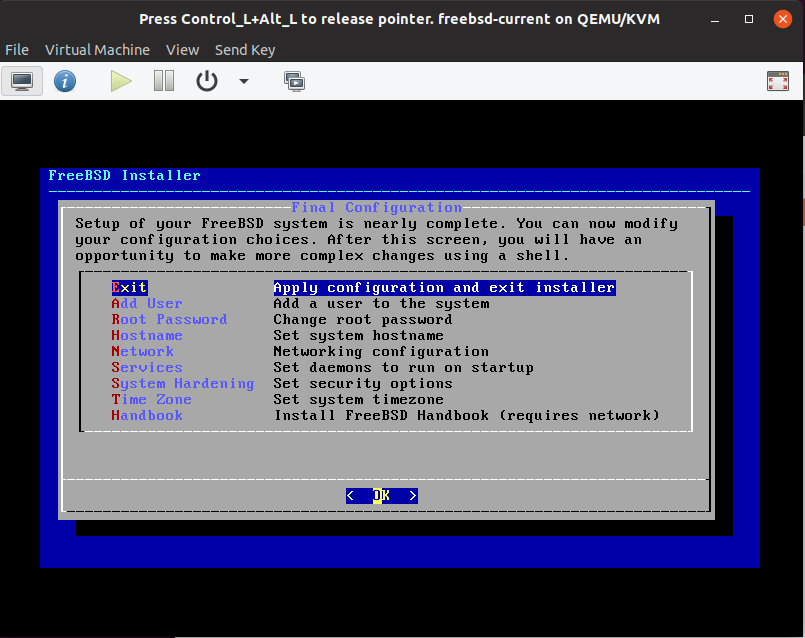 Press Control_L+Alt_L to release pointer. freebsd-current on QEMU/KVM
File Virtual Machine View Send Key
FreeBSD Installer
Final Configuration
Setup of your FreeBSD system is nearly complete. You can now modify
your configuration choices. After this screen, you will have an
opportunity to make more complex changes using a shell.
Exit Apply configuration and exit installer
Add User Add a user to the system
Root Password Change root password
Hostname Set system hostname
Network Networking configuration
Services Set daemons to run on startup
System Hardening Set security options
Time Zone Set system timezone
Handbook Install FreeBSD Handbook (requires network)
< OK >